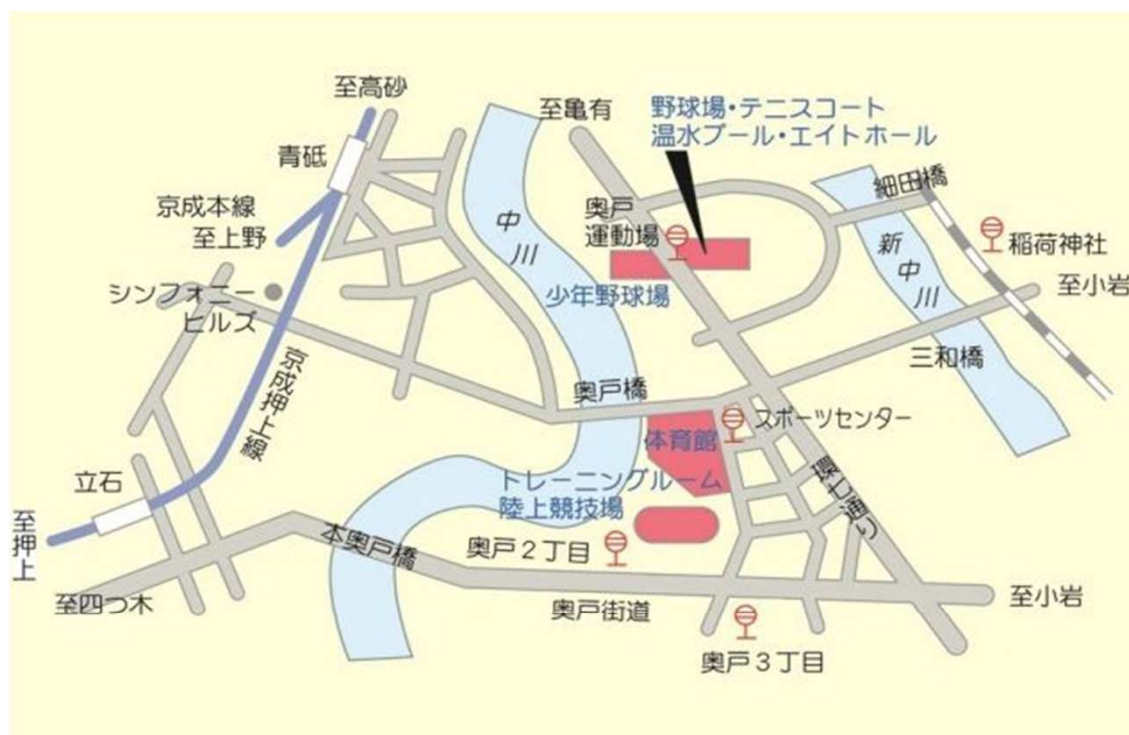 至高砂
青砥
京成本線
至上野
シンフォニー
ヒルズ
京成押上線
立石
至押上
至四つ木
中川
至亀有
野球場・テニスコート
温水プール・エイトホール
奥戸
運動場
少年野球場
細田橋
新中川
稲荷神社
至小岩
三和橋
奥戸橋
スポーツセンター
体育館
トレーニングルーム
陸上競技場
環七通り
本奥戸橋
奥戸２丁目
奥戸街道
至小岩
奥戸３丁目